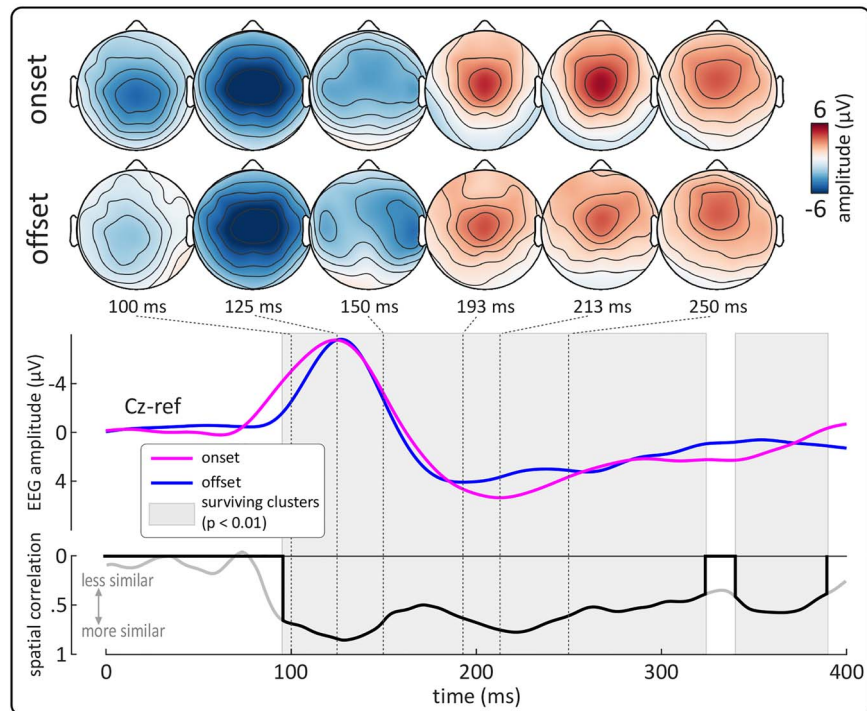 onset
6
-6
amplitude (µV)
offset
100 ms 125 ms 150 ms 193 ms 213 ms 250 ms
EEG amplitude (µV)
-4
0
4
Cz-ref
onset
offset
surviving clusters
(p < 0.01)
spatial correlation
0
.5
1
less similar
more similar
0 100 200 300 400
time (ms)